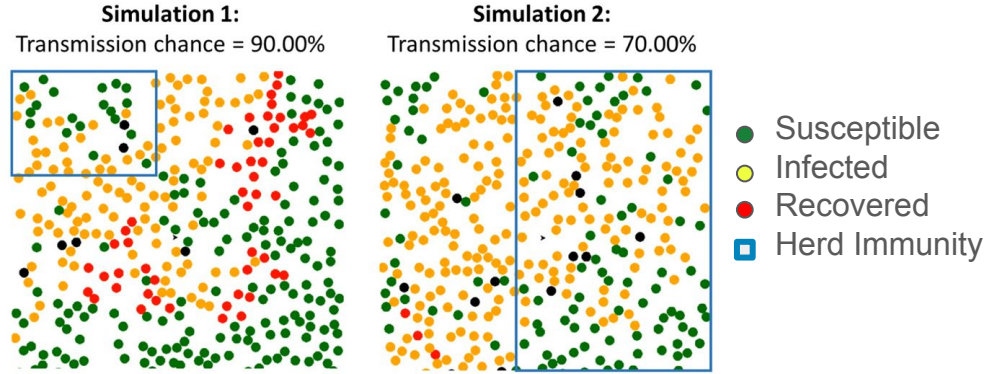 Simulation 1:
Transmission chance = 90.00%
Simulation 2:
Transmission chance = 70.00%
Susceptible
Infected
Recovered
Herd Immunity